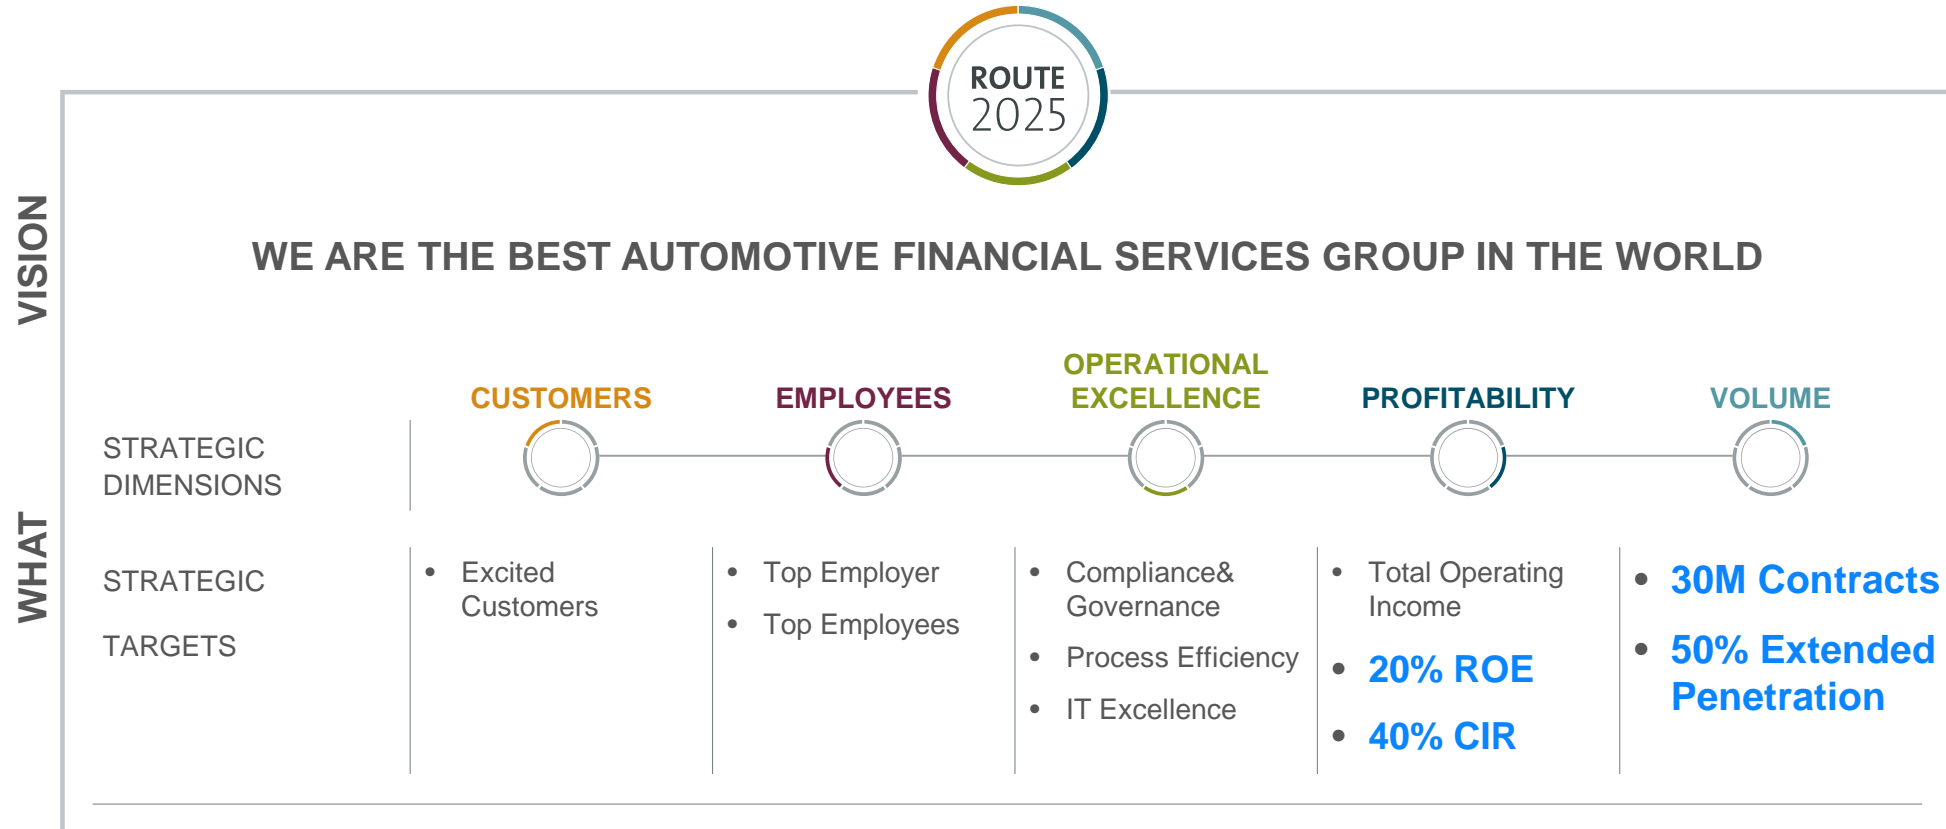 ROUTE
2025
VISION
WE ARE THE BEST AUTOMOTIVE FINANCIAL SERVICES GROUP IN THE WORLD
WHAT
STRATEGIC
DIMENSIONS
CUSTOMERS
EMPLOYEES
OPERATIONAL
EXCELLENCE
PROFITABILITY
VOLUME
STRATEGIC
TARGETS
• Excited
Customers
• Top Employer
• Top Employees
• Compliance&
Governance
• Process Efficiency
• IT Excellence
• Total Operating
Income
• 20% ROE
• 40% CIR
• 30M Contracts
• 50% Extended
Penetration